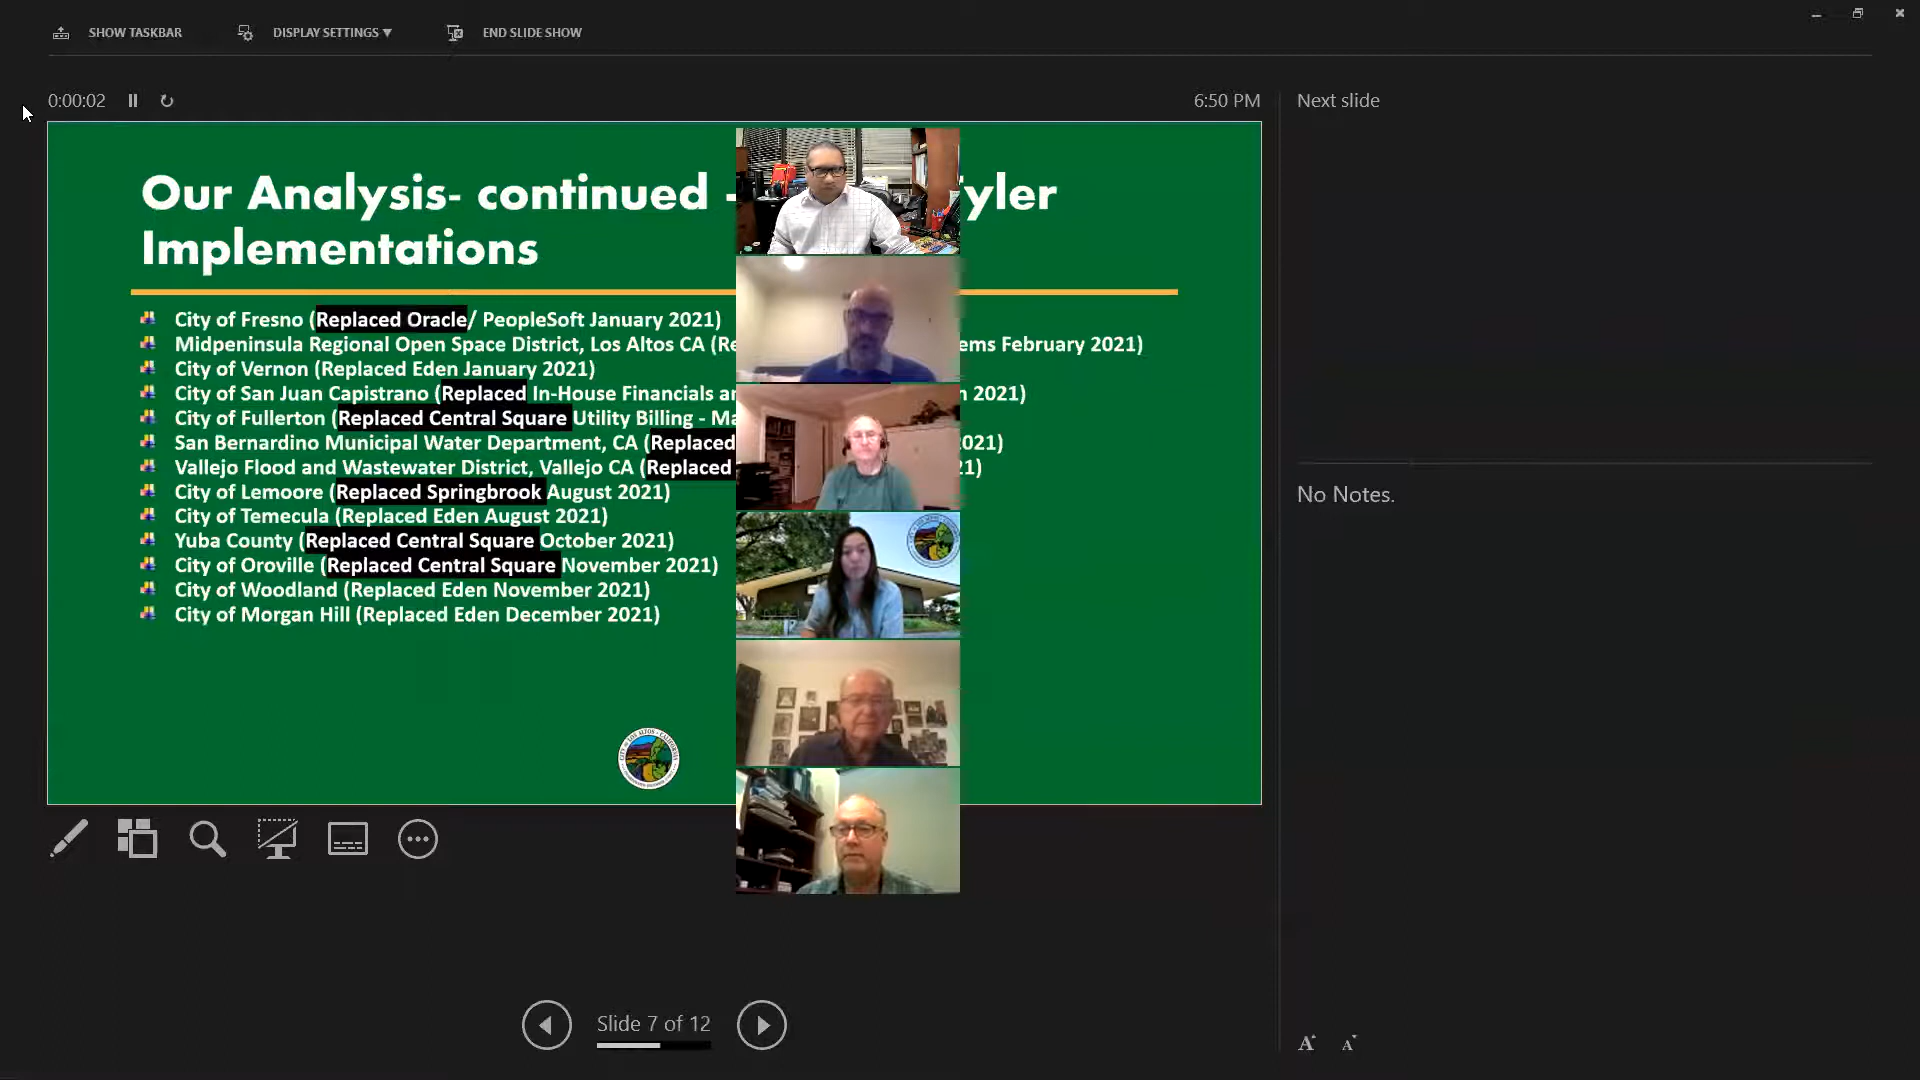 SHOW TASKBAR DISPLAY SETTINGS ▼ END SLIDE SHOW
0:00:02 6:50 PM Next slide
Our Analysis- continued - yler
Implementations
City of Fresno (Replaced Oracle/ PeopleSoft January 2021)
Midpeninsula Regional Open Space District, Los Altos CA (Re ems February 2021)
City of Vernon (Replaced Eden January 2021)
City of San Juan Capistrano (Replaced In-House Financials an h 2021)
City of Fullerton (Replaced Central Square Utility Billing - Ma
San Bernardino Municipal Water Department, CA (Replaced 2021)
Vallejo Flood and Wastewater District, Vallejo CA (Replaced 21)
City of Lemoore (Replaced Springbrook August 2021)
City of Temecula (Replaced Eden August 2021)
Yuba County (Replaced Central Square October 2021)
City of Oroville (Replaced Central Square November 2021)
City of Woodland (Replaced Eden November 2021)
City of Morgan Hill (Replaced Eden December 2021)
No Notes.
Slide 7 of 12
A A